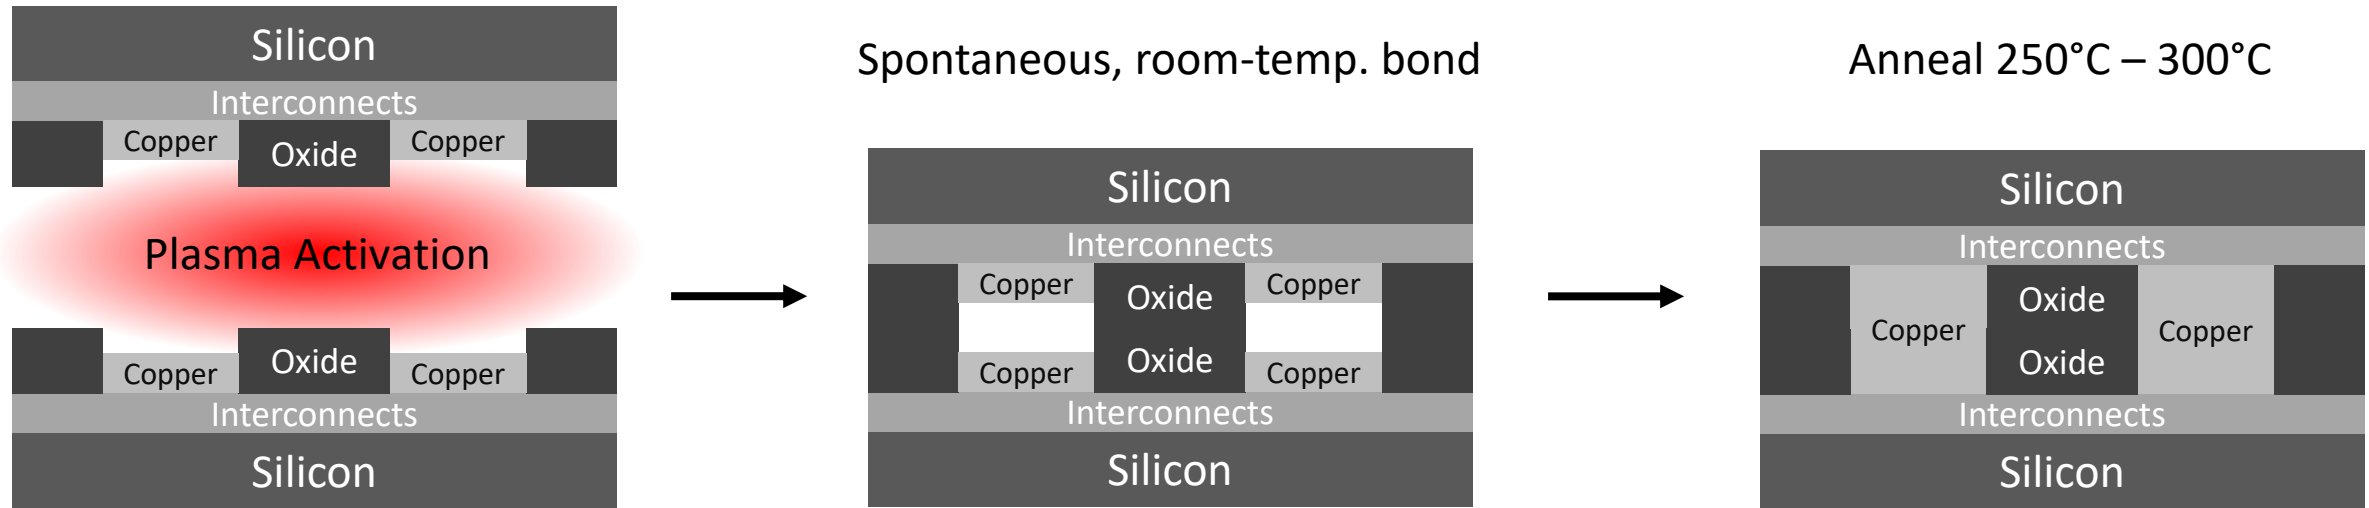 Silicon
Interconnects
Copper
Oxide
Copper
Plasma Activation
Copper
Oxide
Copper
Interconnects
Silicon
Spontaneous, room-temp. bond
Silicon
Interconnects
Copper
Oxide
Copper
Copper
Oxide
Copper
Interconnects
Silicon
Anneal 250°C – 300°C
Silicon
Interconnects
Copper
Oxide
Oxide
Copper
Interconnects
Silicon